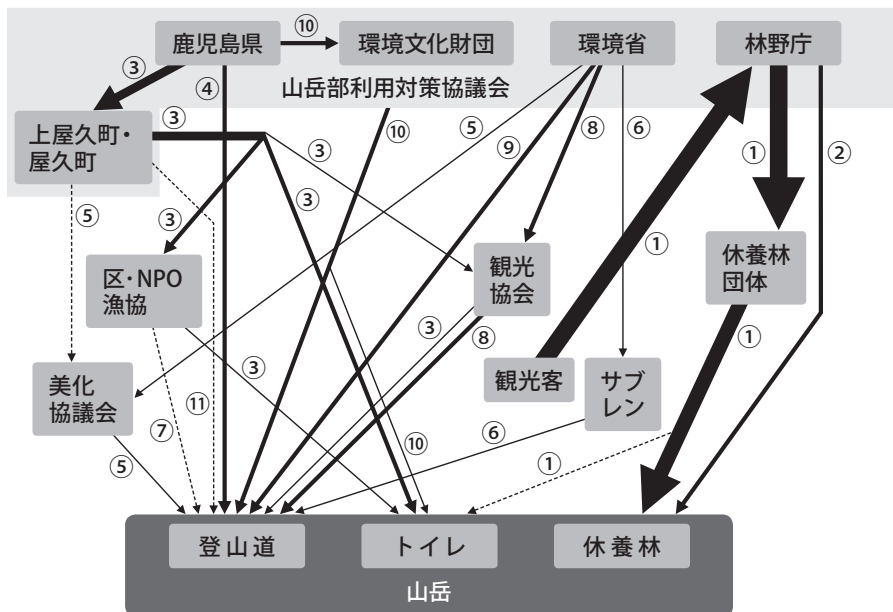 鹿児島県
⑩
環境文化財団
環境省
林野庁
③
④
山岳部利用対策協議会
上屋久町・
屋久町
③
③
⑩
⑤
⑨
⑧
⑥
①
②
⑤
③
③
区・NPO
漁協
観光
協会
①
休養林
団体
美化
協議会
⑦
⑪
③
③
⑧
観光客
サブ
レン
①
⑤
⑩
⑥
①
登山道
トイレ
休養林
山岳